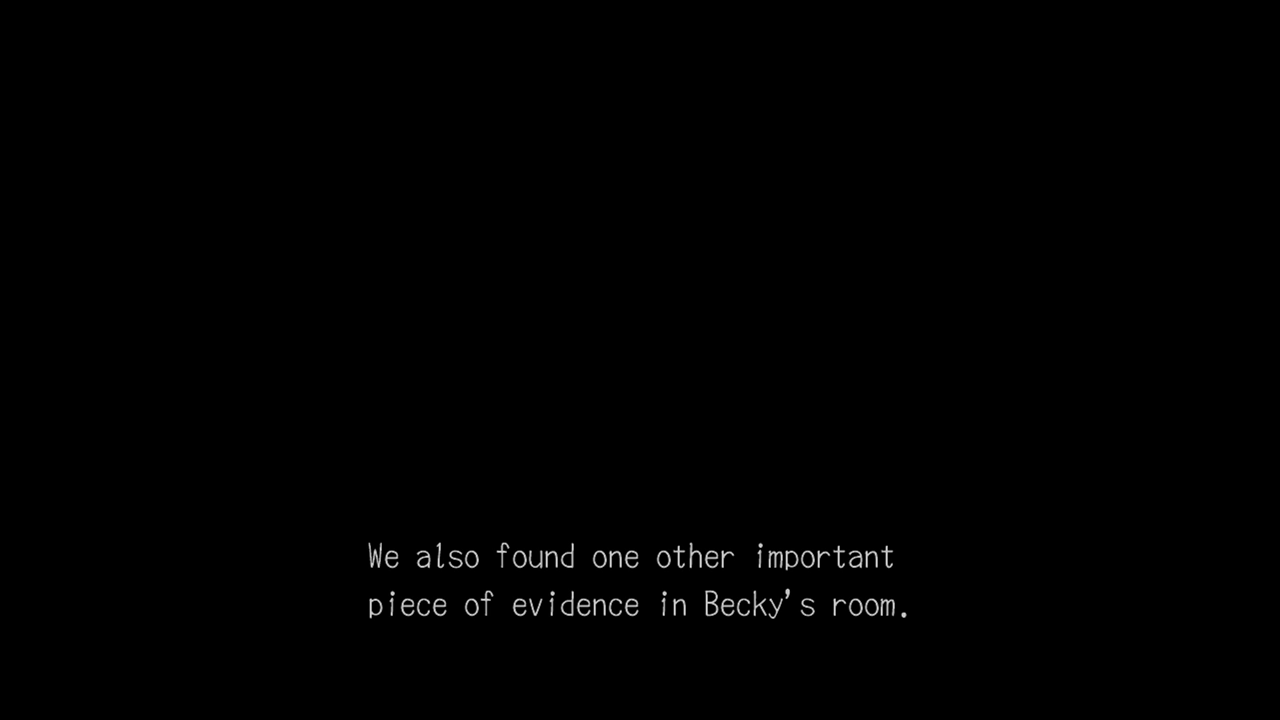 We also found one other important
piece of evidence in Becky's room.